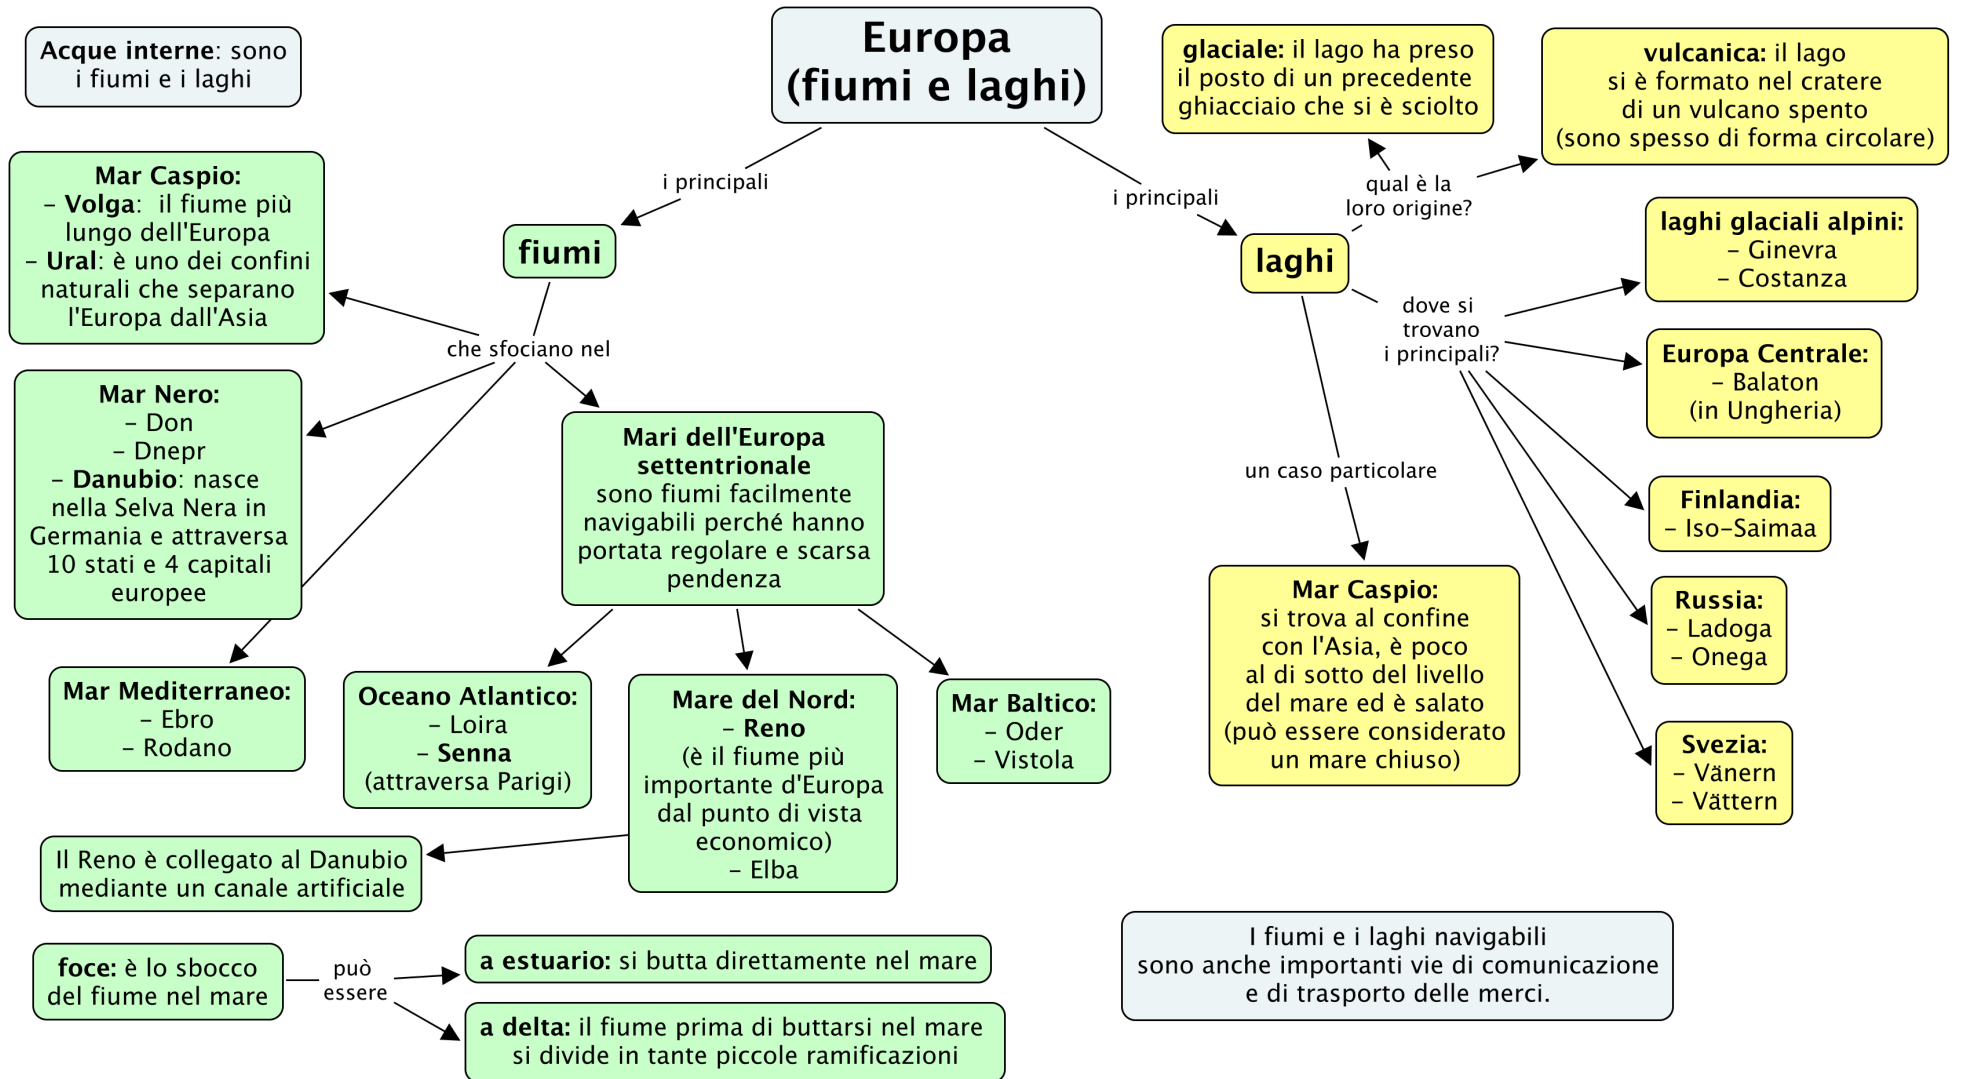 Europa
(fiumi e laghi)
Acque interne: sono
i fiumi e i laghi
i principali
fiumi
che sfociano nel
Mar Caspio:
– Volga:  il fiume più
lungo dell'Europa
– Ural: è uno dei confini
naturali che separano
l'Europa dall'Asia
Mar Nero:
– Don
– Dnepr
– Danubio: nasce
nella Selva Nera in
Germania e attraversa
10 stati e 4 capitali
europee
Mar Mediterraneo:
– Ebro
– Rodano
Mari dell'Europa
settentrionale
sono fiumi facilmente
navigabili perché hanno
portata regolare e scarsa
pendenza
Oceano Atlantico:
– Loira
– Senna
(attraversa Parigi)
Mare del Nord:
– Reno
(è il fiume più
importante d'Europa
dal punto di vista
economico)
– Elba
Mar Baltico:
– Oder
– Vistola
Il Reno è collegato al Danubio
mediante un canale artificiale
foce: è lo sbocco
del fiume nel mare
può
essere
a estuario: si butta direttamente nel mare
a delta: il fiume prima di buttarsi nel mare
si divide in tante piccole ramificazioni
i principali
laghi
qual è la
loro origine?
glaciale: il lago ha preso
il posto di un precedente
ghiacciaio che si è sciolto
vulcanica: il lago
si è formato nel cratere
di un vulcano spento
(sono spesso di forma circolare)
dove si
trovano
i principali?
laghi glaciali alpini:
– Ginevra
– Costanza
Europa Centrale:
– Balaton
(in Ungheria)
Finlandia:
– Iso–Saimaa
Russia:
– Ladoga
– Onega
Svezia:
– Vänern
– Vättern
un caso particolare
Mar Caspio:
si trova al confine
con l'Asia, è poco
al di sotto del livello
del mare ed è salato
(può essere considerato
un mare chiuso)
I fiumi e i laghi navigabili
sono anche importanti vie di comunicazione
e di trasporto delle merci.